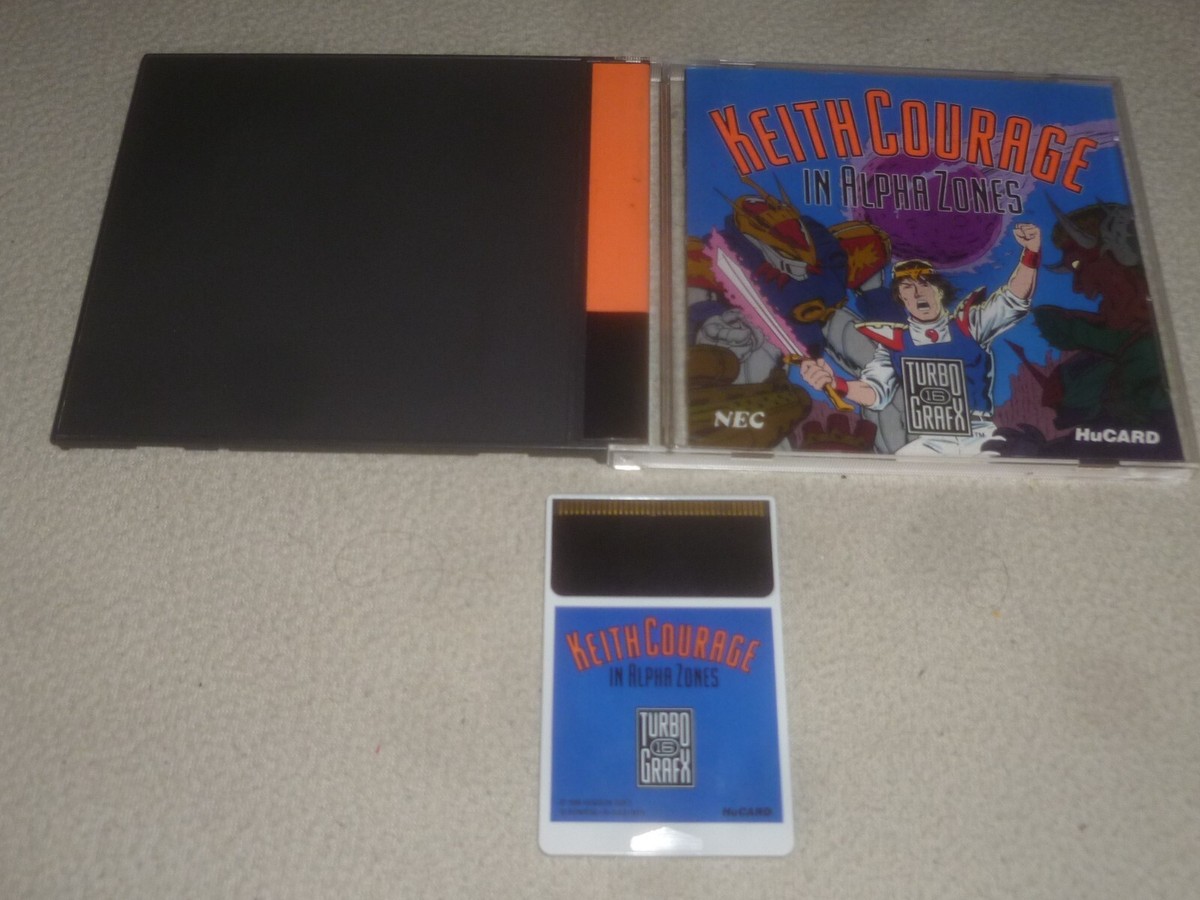 KEITH COURAGE
IN ALPHA ZONES
TURBO
16
GRAFX
TM
NEC
HuCARD
KEITH COURAGE
IN ALPHA ZONES
TURBO
16
GRAFX
HuCARD